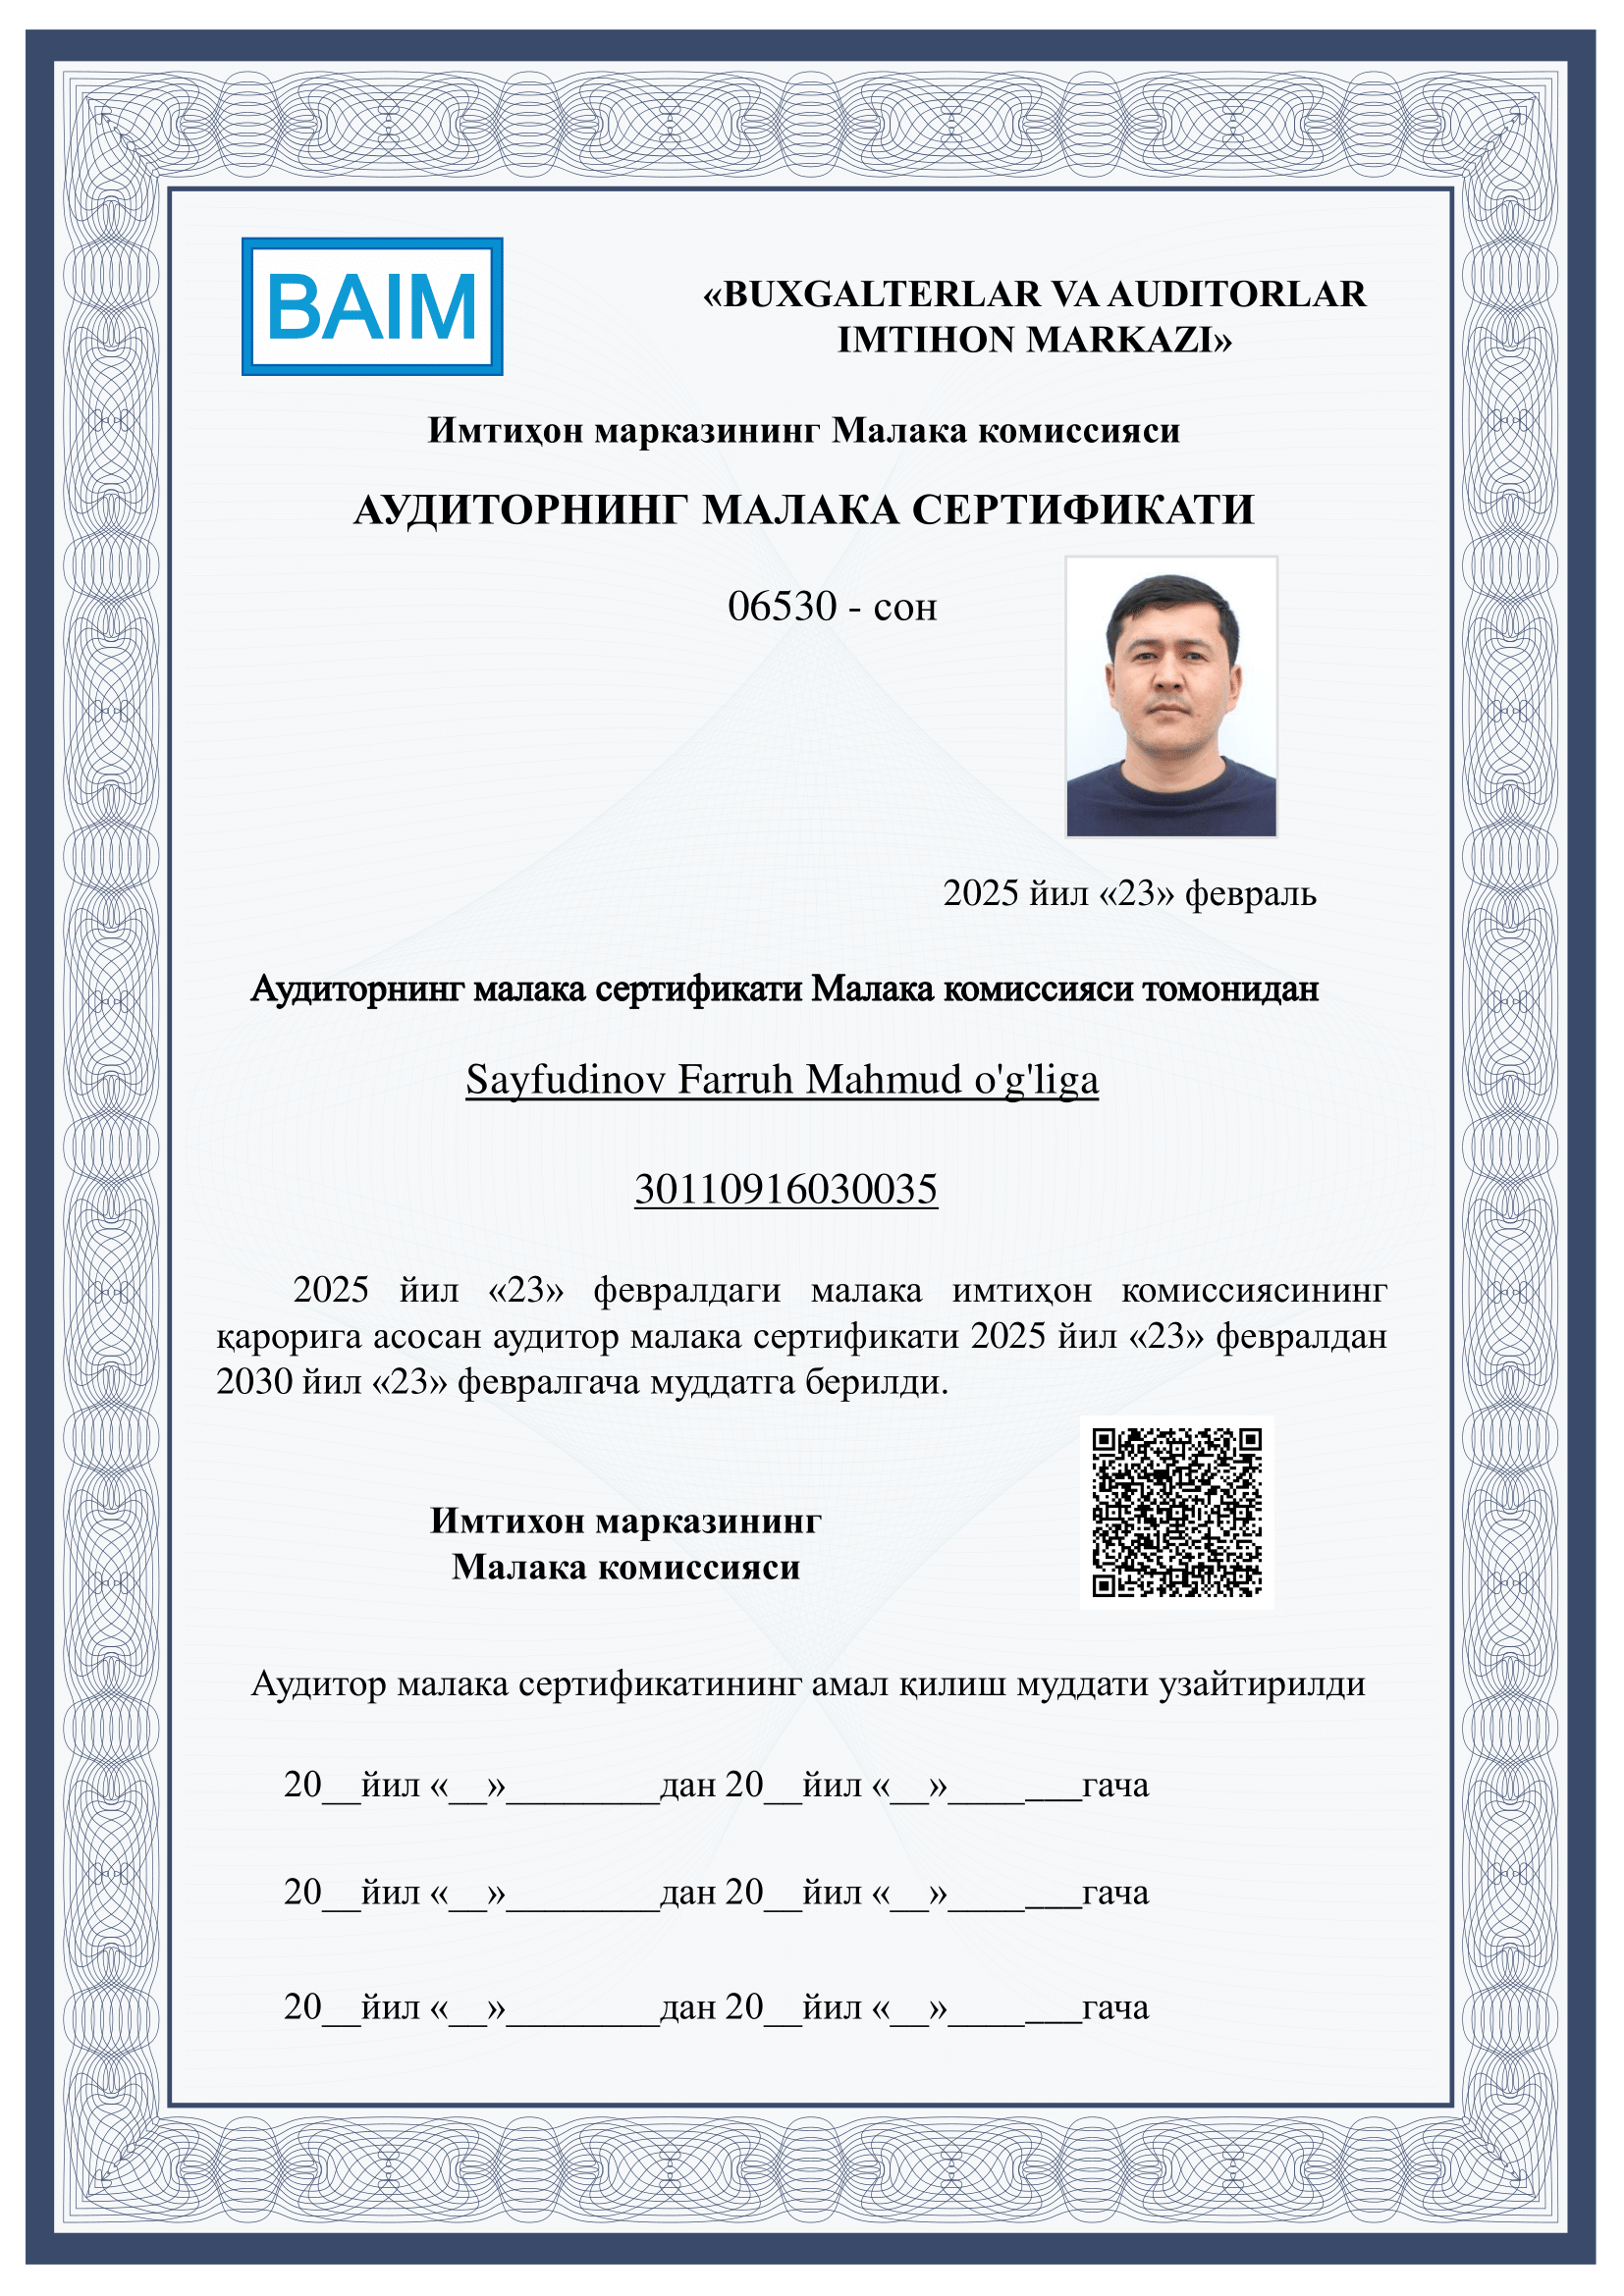 BAIM
«BUXGALTERLAR VA AUDITORLAR
IMTIHON MARKAZI»
Имтиҳон марказининг Малака комиссияси
АУДИТОРНИНГ МАЛАКА СЕРТИФИКАТИ
06530 - сон
2025 йил «23» февраль
Аудиторнинг малака сертификати Малака комиссияси томонидан
Sayfudinov Farruh Mahmud o'g'liga
30110916030035
2025 йил «23» февралдаги малака имтиҳон комиссиясининг
қарорига асосан аудитор малака сертификати 2025 йил «23» февралдан
2030 йил «23» февралгача муддатга берилди.
Имтихон марказининг
Малака комиссияси
Аудитор малака сертификатининг амал қилиш муддати узайтирилди
20__йил «__»________дан 20__йил «__»_______гача
20__йил «__»________дан 20__йил «__»_______гача
20__йил «__»________дан 20__йил «__»_______гача